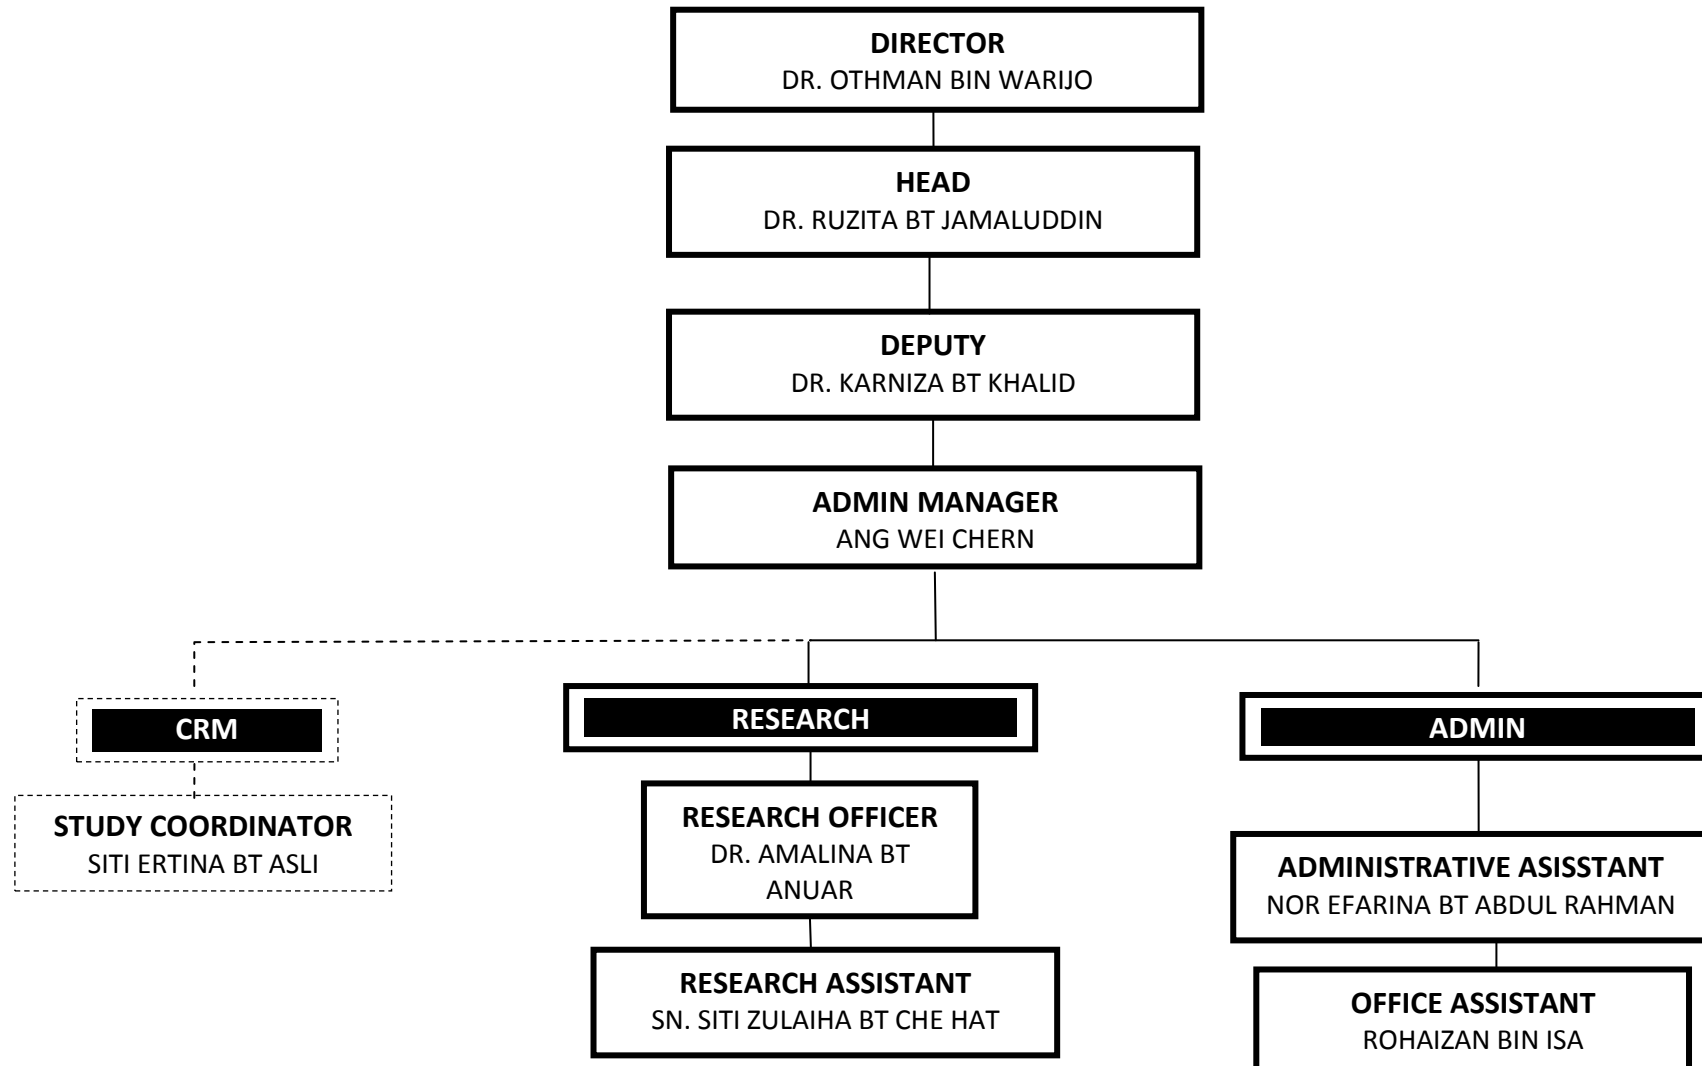 DIRECTOR
DR. OTHMAN BIN WARIJO
HEAD
DR. RUZITA BT JAMALUDDIN
DEPUTY
DR. KARNIZA BT KHALID
ADMIN MANAGER
ANG WEI CHERN
CRM
STUDY COORDINATOR
SITI ERTINA BT ASLI
RESEARCH
RESEARCH OFFICER
DR. AMALINA BT
ANUAR
RESEARCH ASSISTANT
SN. SITI ZULAIHA BT CHE HAT
ADMIN
ADMINISTRATIVE ASISSTANT
NOR EFARINA BT ABDUL RAHMAN
OFFICE ASSISTANT
ROHAIZAN BIN ISA